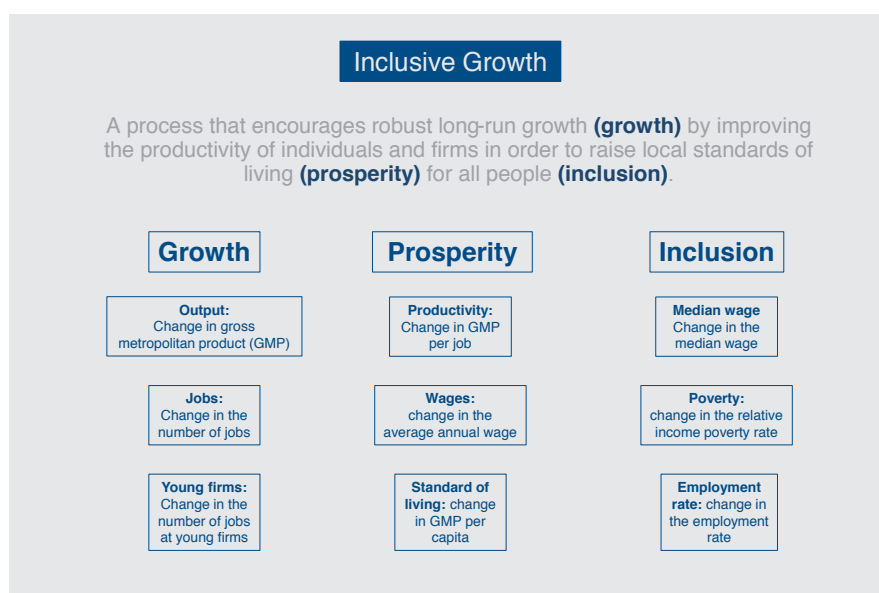 Inclusive Growth
A process that encourages robust long-run growth (growth) by improving
the productivity of individuals and firms in order to raise local standards of
living (prosperity) for all people (inclusion).
Growth
Output:
Change in gross
metropolitan product (GMP)
Jobs:
Change in the
number of jobs
Young firms:
Change in the
number of jobs
at young firms
Prosperity
Productivity:
Change in GMP
per job
Wages:
change in the
average annual wage
Standard of
living: change
in GMP per
capita
Inclusion
Median wage
Change in the
median wage
Poverty:
change in the relative
income poverty rate
Employment
rate: change in
the employment
rate